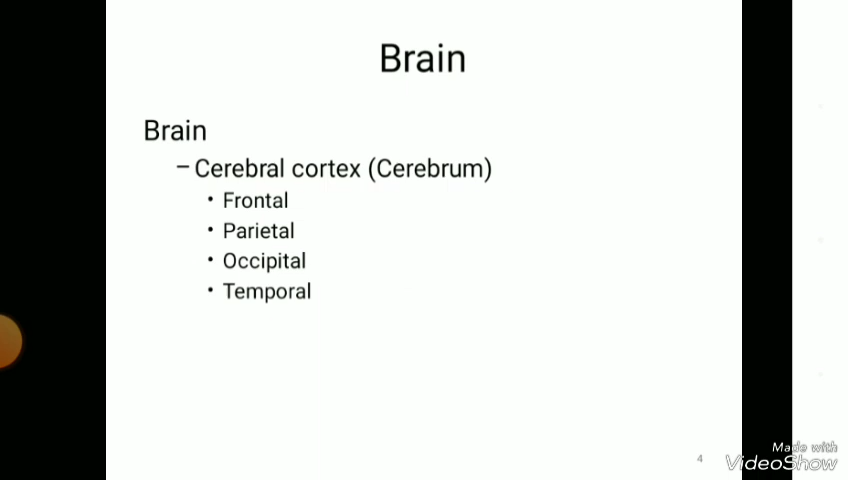 Brain
Brain
– Cerebral cortex (Cerebrum)
• Frontal
• Parietal
• Occipital
• Temporal
4
Made with
VideoShow